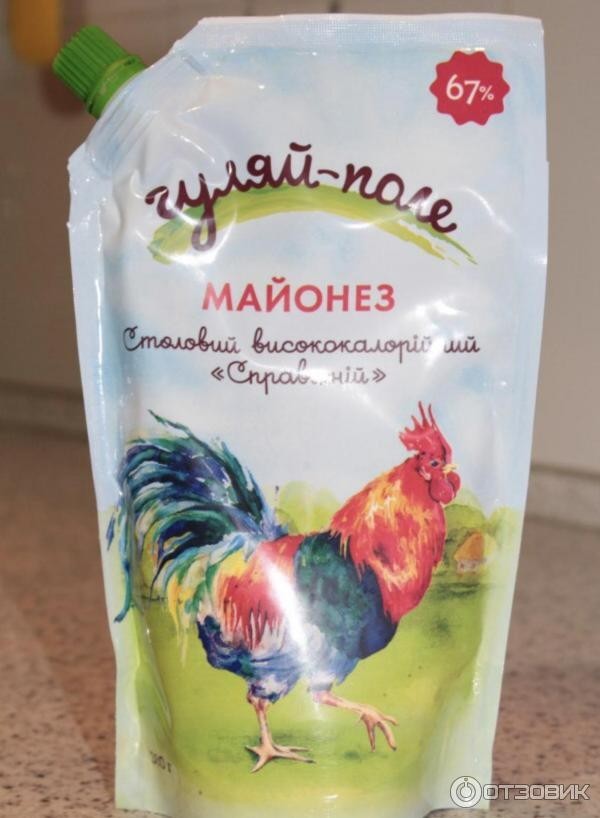 67%
гуляй-поле
МАЙОНЕЗ
Столовий висококалорійний
«Справжній»
ОТЗОВИК